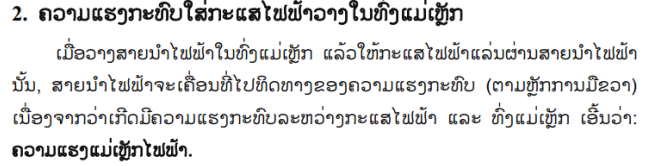 2. ຄວາມແຮງກະທົບໃສ່ກະແສໄຟຟ້າວາງໃນທົ່ງແມ່ເຫຼັກ
ເມື່ອວາງສາຍນຳໄຟຟ້າໃນທົ່ງແມ່ເຫຼັກ ແລ້ວໃຫ້ກະແສໄຟຟ້າແລ່ນຜ່ານສາຍນຳໄຟຟ້າ
ນັ້ນ, ສາຍນຳໄຟຟ້າຈະເຄື່ອນທີ່ໄປທິດທາງຂອງຄວາມແຮງກະທົບ (ຕາມຫຼັກການມືຂວາ)
ເນື່ອງຈາກວ່າເກີດມີຄວາມແຮງກະທົບລະຫວ່າງກະແສໄຟຟ້າ ແລະ ທົ່ງແມ່ເຫຼັກ ເອີ້ນວ່າ:
ຄວາມແຮງແມ່ເຫຼັກໄຟຟ້າ.